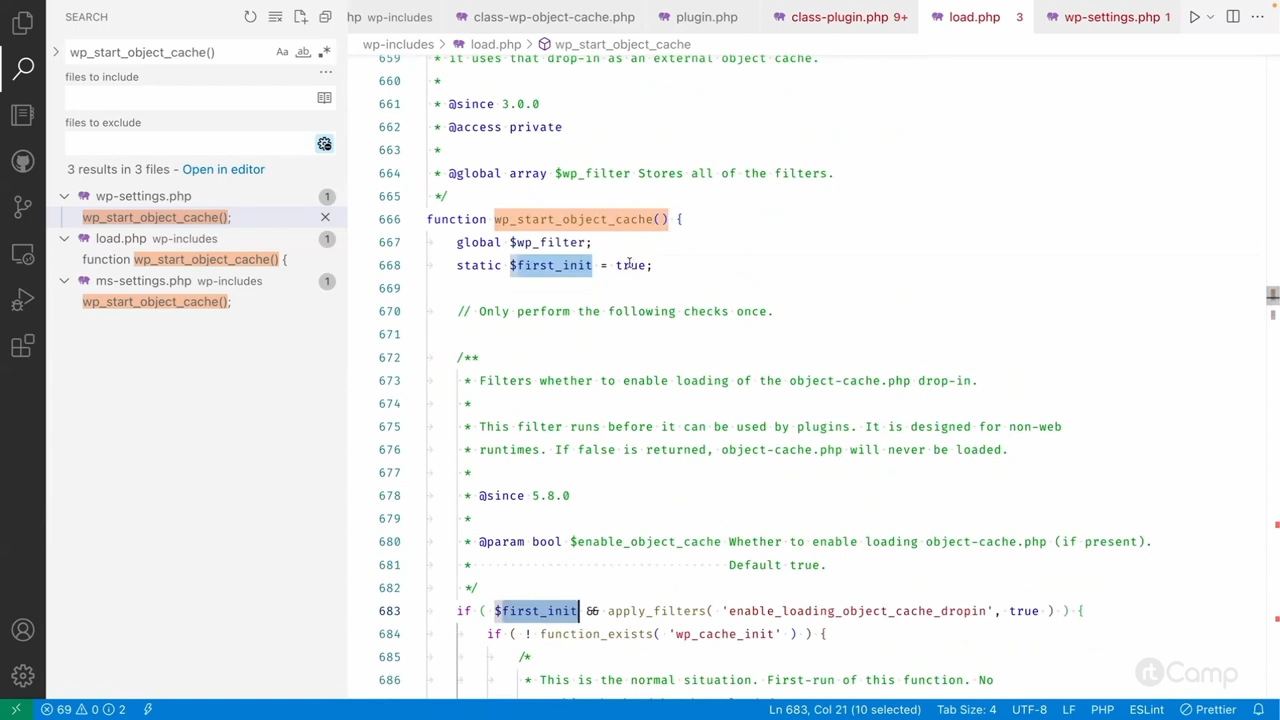 SEARCH
wp_start_object_cache()
Aa
ab
files to include
files to exclude
3 results in 3 files - Open in editor
wp-settings.php 1
wp_start_object_cache();
load.php wp-includes 1
function wp_start_object_cache() {
ms-settings.php wp-includes 1
wp_start_object_cache();
hp wp-includes class-wp-object-cache.php plugin.php class-plugin.php 9+ load.php 3 wp-settings.php 1
wp-includes > load.php > wp_start_object_cache
659 * it uses that drop-in as an external object cache.
660 *
661 * @since 3.0.0
662 * @access private
663 *
664 * @global array $wp_filter Stores all of the filters.
665 */
666 function wp_start_object_cache() {
667 global $wp_filter;
668 static $first_init = true;
669
670 // Only perform the following checks once.
671
672 /**
673 * Filters whether to enable loading of the object-cache.php drop-in.
674 *
675 * This filter runs before it can be used by plugins. It is designed for non-web
676 * runtimes. If false is returned, object-cache.php will never be loaded.
677 *
678 * @since 5.8.0
679 *
680 * @param bool $enable_object_cache Whether to enable loading object-cache.php (if present).
681 * Default true.
682 */
683 if ( $first_init && apply_filters( 'enable_loading_object_cache_dropin', true ) ) {
684 if ( ! function_exists( 'wp_cache_init' ) ) {
685 /*
686 * This is the normal situation. First-run of this function. No
rtCamp
69 0 2 Ln 683, Col 21 (10 selected) Tab Size: 4 UTF-8 LF PHP ESLint Prettier